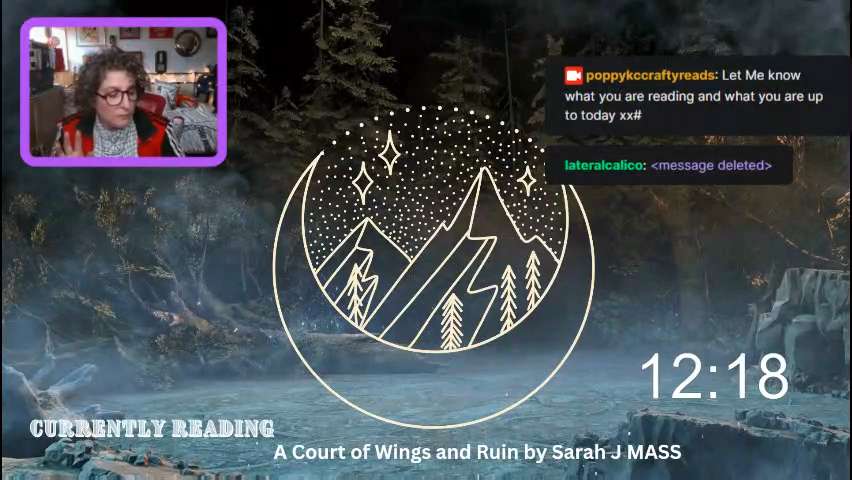 poppykccraftyreads: Let Me know
what you are reading and what you are up
to today xx#
lateralcalico: <message deleted>
12:18
CURRENTLY READING
A Court of Wings and Ruin by Sarah J MASS